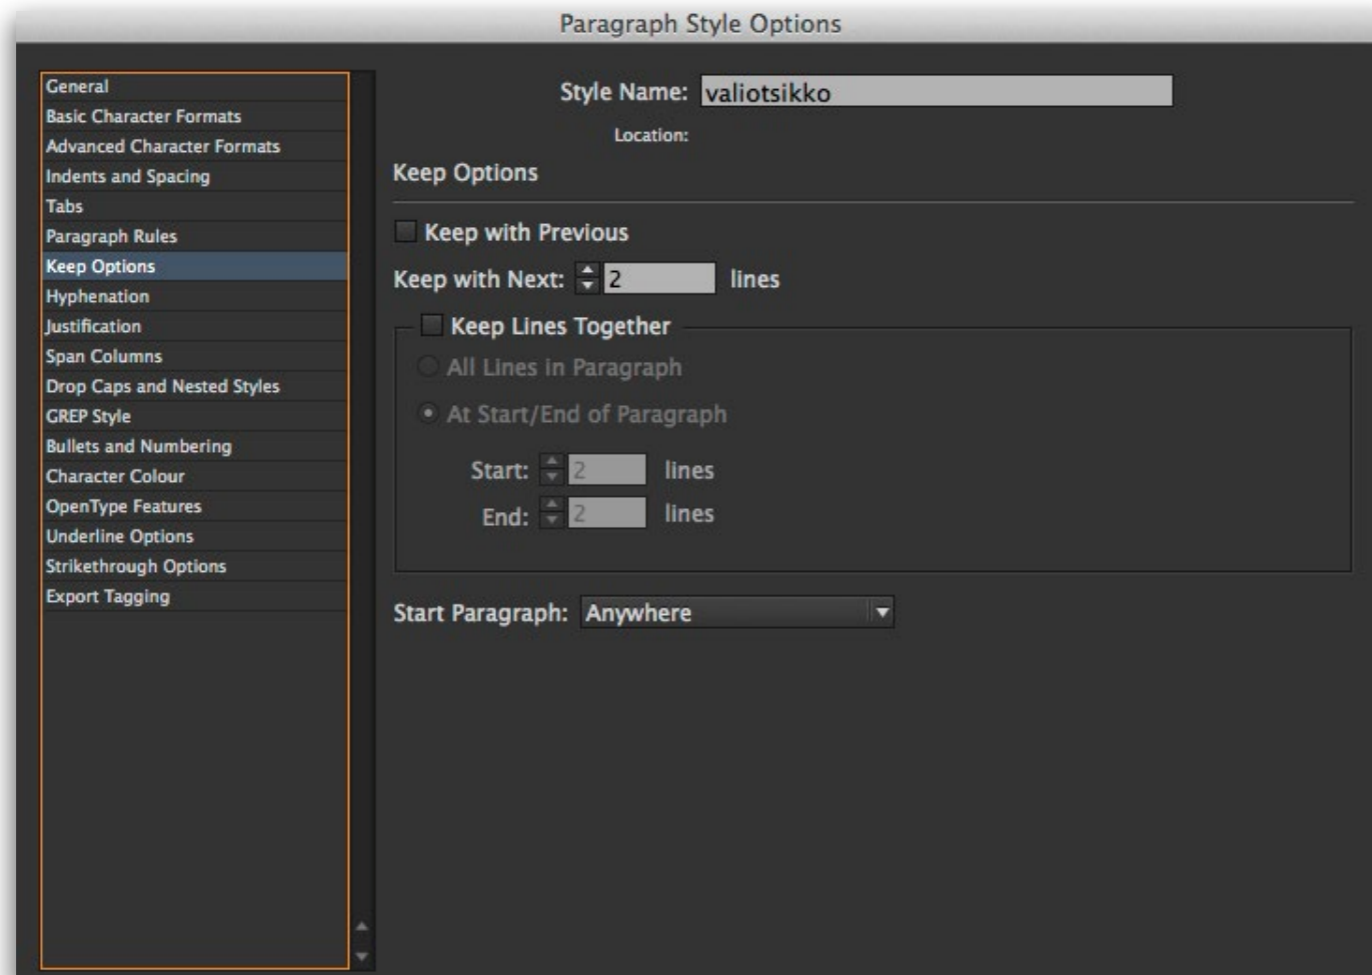 Paragraph Style Options
General
Basic Character Formats
Advanced Character Formats
Indents and Spacing
Tabs
Paragraph Rules
Keep Options
Hyphenation
Justification
Span Columns
Drop Caps and Nested Styles
GREP Style
Bullets and Numbering
Character Colour
OpenType Features
Underline Options
Strikethrough Options
Export Tagging
Style Name: valiotsikko
Location:
Keep Options
Keep with Previous
Keep with Next: 2 lines
Keep Lines Together
All Lines in Paragraph
At Start/End of Paragraph
Start: 2 lines
End: 2 lines
Start Paragraph: Anywhere